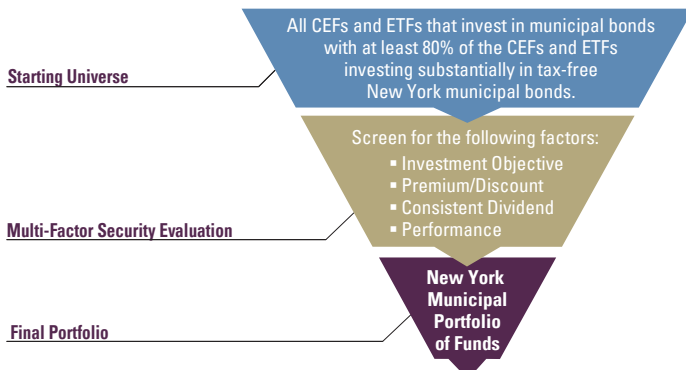 All CEFs and ETFs that invest in municipal bonds
with at least 80% of the CEFs and ETFs
investing substantially in tax-free
New York municipal bonds.
Starting Universe
Screen for the following factors:
▪ Investment Objective
▪ Premium/Discount
▪ Consistent Dividend
▪ Performance
Multi-Factor Security Evaluation
New York
Municipal
Portfolio
of Funds
Final Portfolio